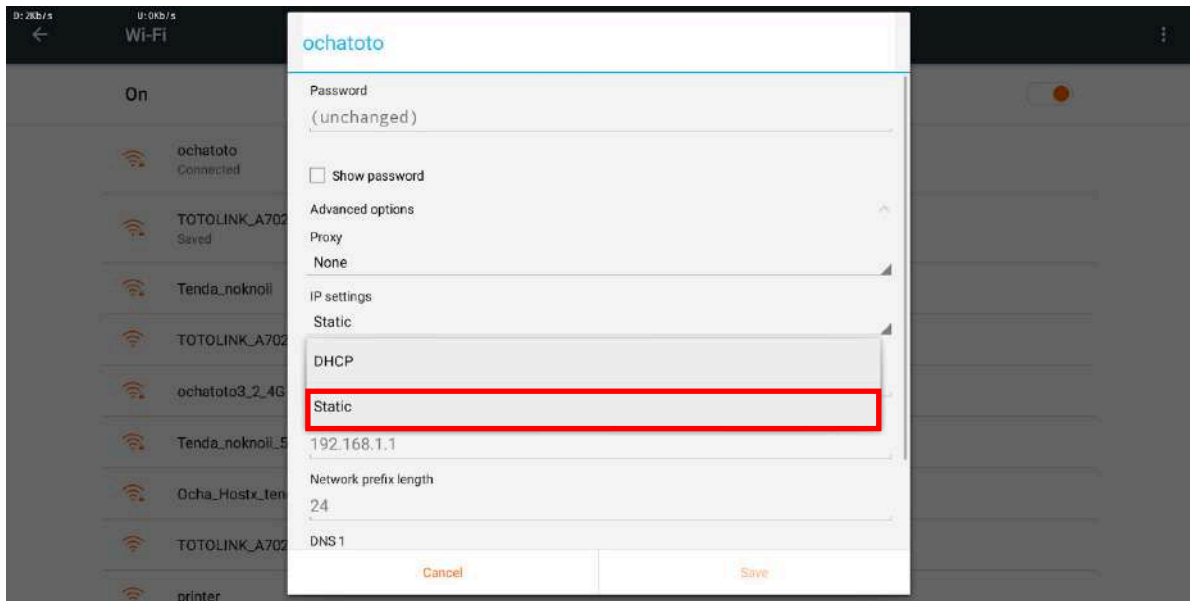 D: 2Kb/s U: 0Kb/s
Wi-Fi
On
ochatoto
Connected
TOTOLINK_A702
Saved
Tenda_noknoii
TOTOLINK_A702
ochatoto3_2_4G
Tenda_noknoii_5
Ocha_Hostx_ten
TOTOLINK_A702
printer
ochatoto
Password
(unchanged)
Show password
Advanced options
Proxy
None
IP settings
Static
DHCP
Static
192.168.1.1
Network prefix length
24
DNS 1
Cancel Save